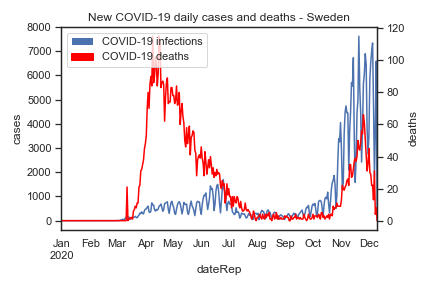 New COVID-19 daily cases and deaths - Sweden
COVID-19 infections
COVID-19 deaths
8000
7000
6000
5000
4000
3000
2000
1000
0
cases
120
100
80
60
40
20
0
deaths
Jan Feb Mar Apr May Jun Jul Aug Sep Oct Nov Dec
2020
dateRep